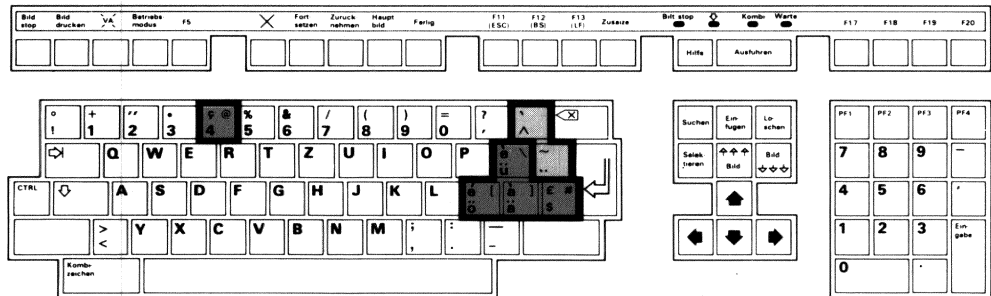 Bild stop Bild drucken VA Betriebs modus F5 Fort setzen Zuruck nehmen Haupt bild Fertig F11 (ESC) F12 (BS) F13 (LF) Zusatze Bilt stop Kombi Warte F17 F18 F19 F20
Hilfe Ausfuhren
° ! + 1 " 2 * 3 ç @ 4 % 5 & 6 / 7 ( 8 ) 9 = 0 ? ' ` ^
Suchen Ein- fugen Lo- schen PF1 PF2 PF3 PF4
Q W E R T Z U I O P \ ü ~ ¨
Selek- tieren Bild Bild 7 8 9 –
CTRL A S D F G H J K L [ ö ] ä £ # $
4 5 6 ,
> < Y X C V B N M ; , : . — –
1 2 3 Ein- gabe
Kombi- zeichen 0 .